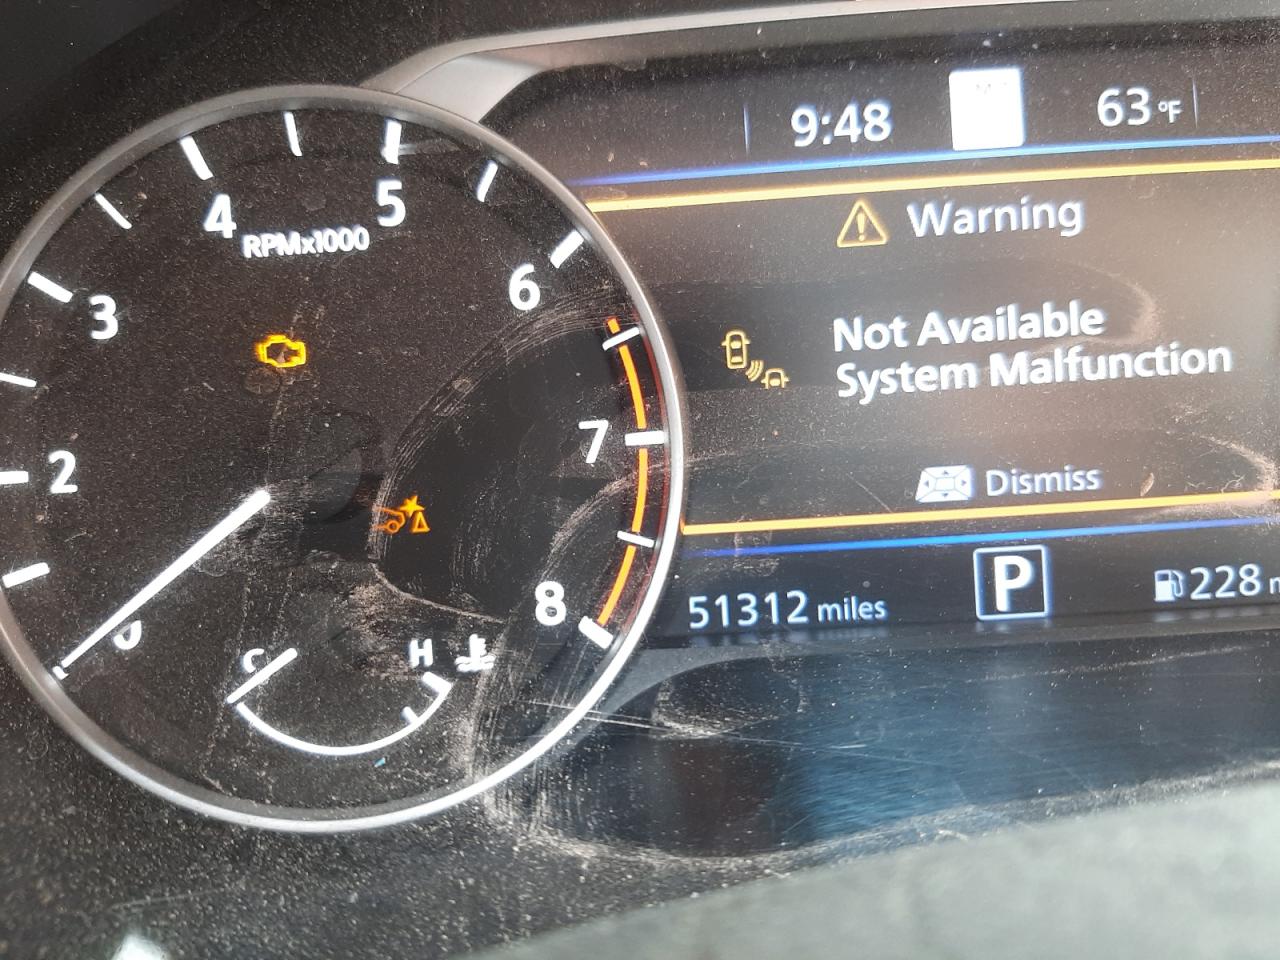 9:48
63 °F
Warning
Not Available
System Malfunction
Dismiss
51312 miles
P
228
2
3
4
5
6
7
8
RPMx1000
0
C
H